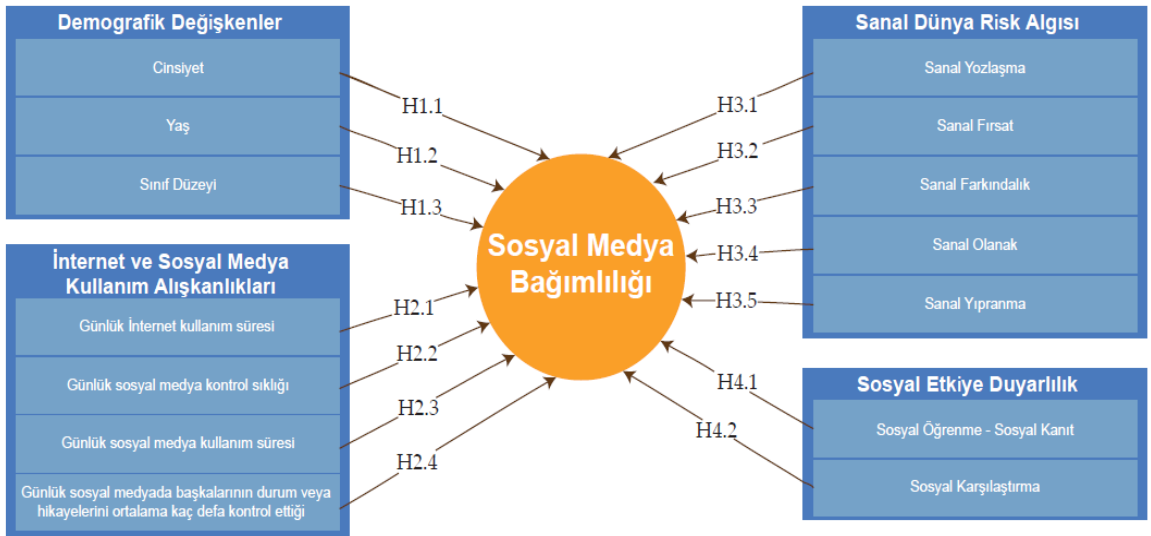 Demografik Değişkenler
Cinsiyet
Yaş
Sınıf Düzeyi
İnternet ve Sosyal Medya
Kullanım Alışkanlıkları
Günlük İnternet kullanım süresi
Günlük sosyal medya kontrol sıklığı
Günlük sosyal medya kullanım süresi
Günlük sosyal medyada başkalarının durum veya
hikayelerini ortalama kaç defa kontrol ettiği
H1.1
H1.2
H1.3
H2.1
H2.2
H2.3
H2.4
Sosyal Medya
Bağımlılığı
H3.1
H3.2
H3.3
H3.4
H3.5
H4.1
H4.2
Sanal Dünya Risk Algısı
Sanal Yozlaşma
Sanal Fırsat
Sanal Farkındalık
Sanal Olanak
Sanal Yıpranma
Sosyal Etkiye Duyarlılık
Sosyal Öğrenme - Sosyal Kanıt
Sosyal Karşılaştırma